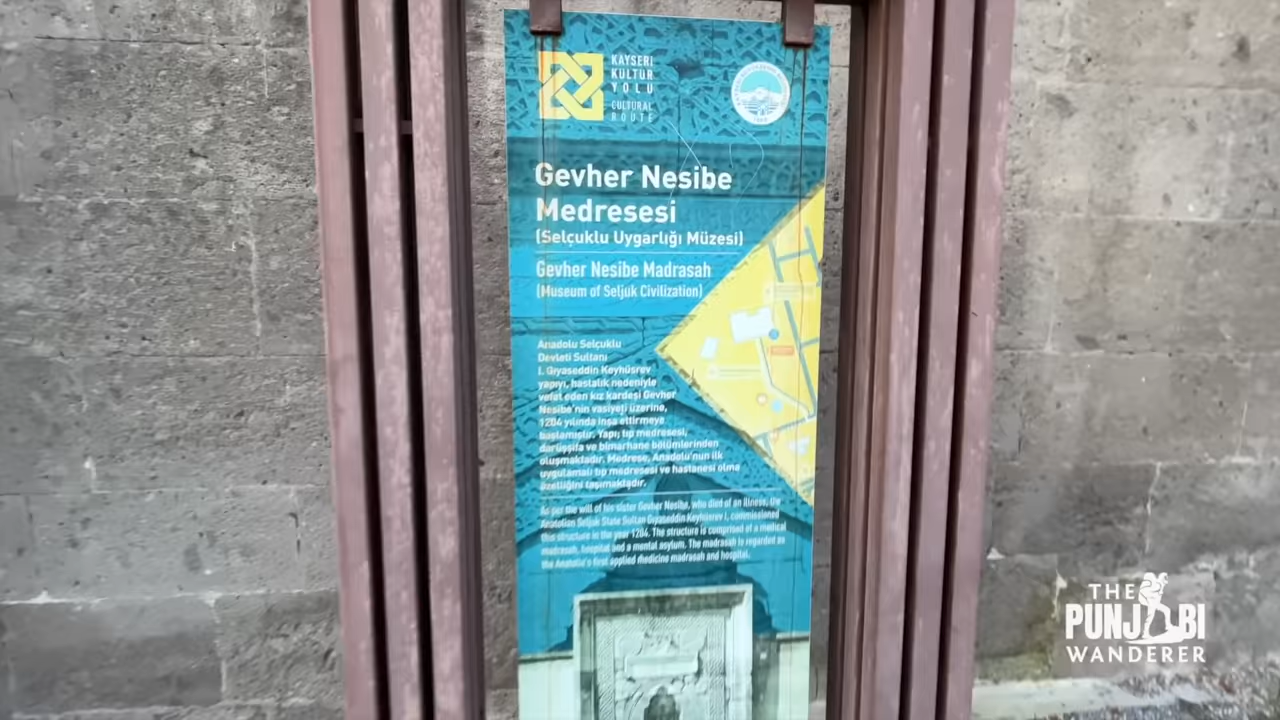 KAYSERİ
KÜLTÜR
YOLU
CULTURAL
ROUTE
Gevher Nesibe
Medresesi
(Selçuklu Uygarlığı Müzesi)
Gevher Nesibe Madrasah
(Museum of Seljuk Civilization)
Anadolu Selçuklu
Devleti Sultanı
I. Gıyaseddin Keyhüsrev
yapıyı, hastalık nedeniyle
vefat eden kız kardeşi Gevher
Nesibe'nin vasiyeti üzerine,
1204 yılında inşa ettirmeye
başlamıştır. Yapı; tıp medresesi,
darüşşifa ve bimarhane bölümlerinden
oluşmaktadır. Medrese, Anadolu'nun ilk
uygulamalı tıp medresesi ve hastanesi olma
özelliğini taşımaktadır.
As per the will of his sister Gevher Nesibe, who died of an illness, the
Anatolian Seljuk State Sultan Gıyaseddin Keyhüsrev I, commissioned
this structure in the year 1204. The structure is comprised of a medical
madrasah, hospital and a mental asylum. The madrasah is regarded as
the Anatolia's first applied medicine madrasah and hospital.
THE
PUNJABI
WANDERER